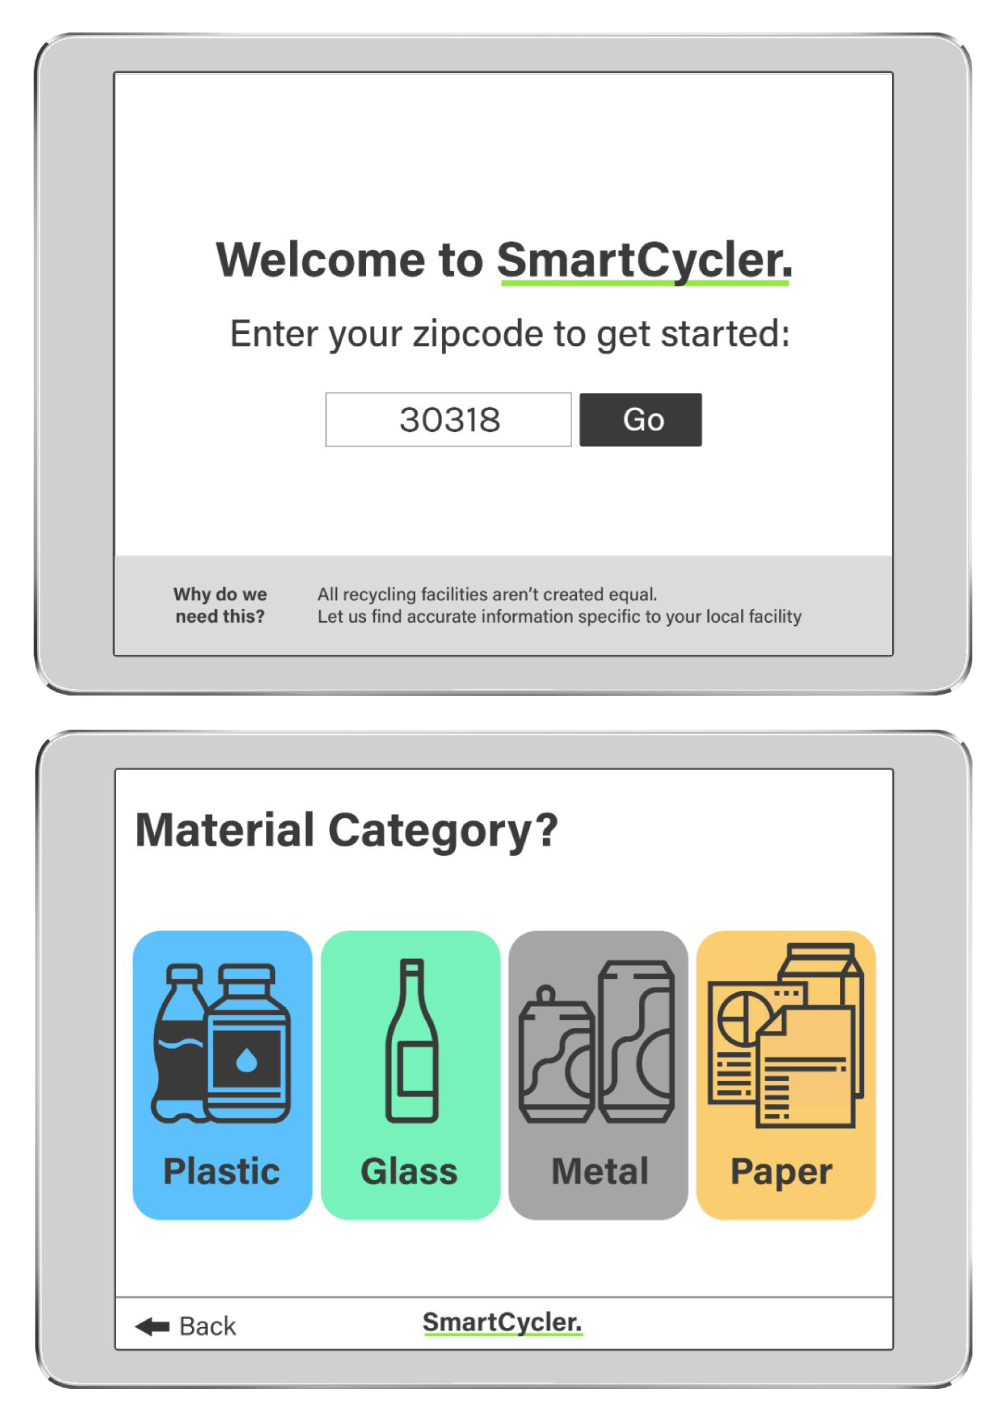 Welcome to SmartCycler.
Enter your zipcode to get started:
30318
Go
Why do we
need this?
All recycling facilities aren't created equal.
Let us find accurate information specific to your local facility
Material Category?
Plastic
Glass
Metal
Paper
Back
SmartCycler.